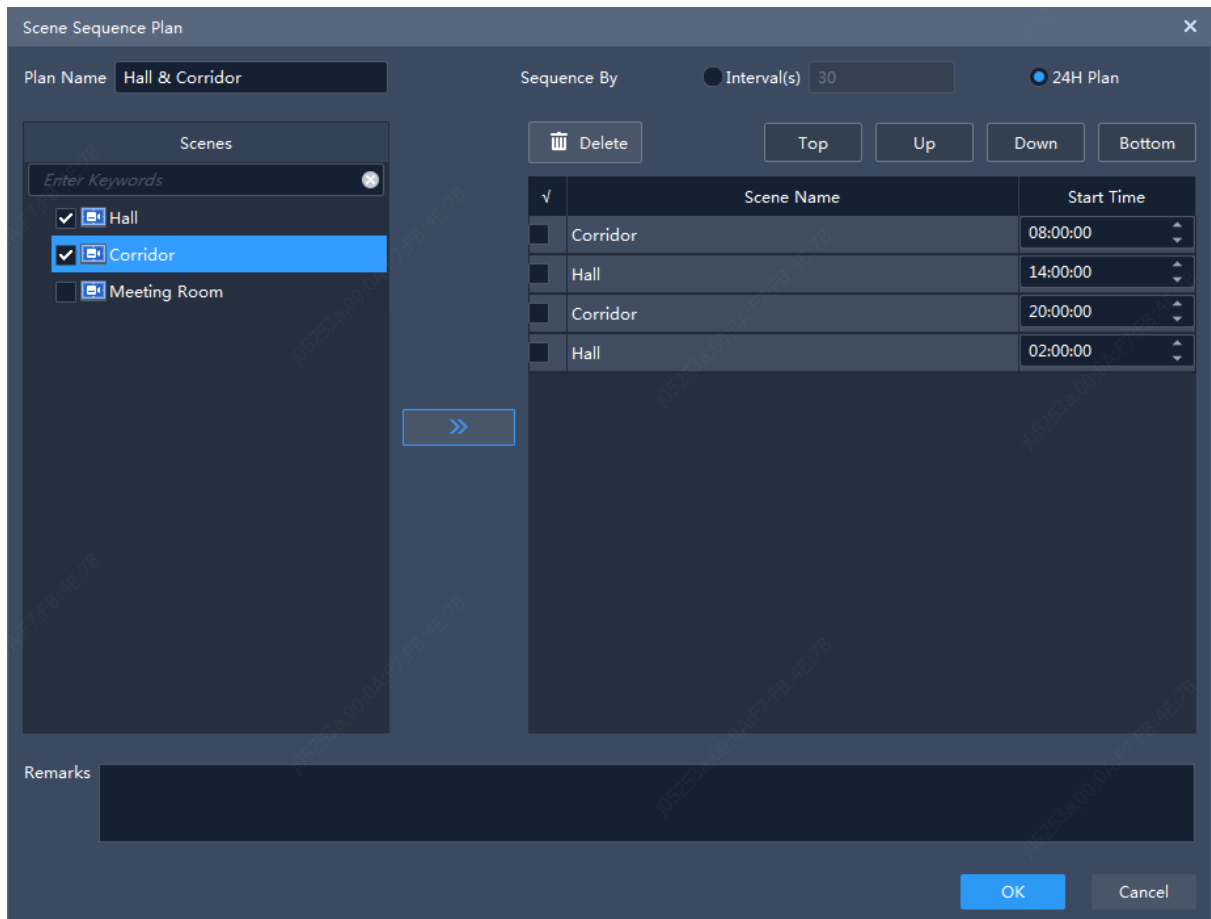 Scene Sequence Plan
Plan Name Hall & Corridor Sequence By Interval(s) 30 24H Plan
Scenes
Enter Keywords
Hall
Corridor
Meeting Room
Delete Top Up Down Bottom
√ Scene Name Start Time
Corridor 08:00:00
Hall 14:00:00
Corridor 20:00:00
Hall 02:00:00
Remarks
OK Cancel